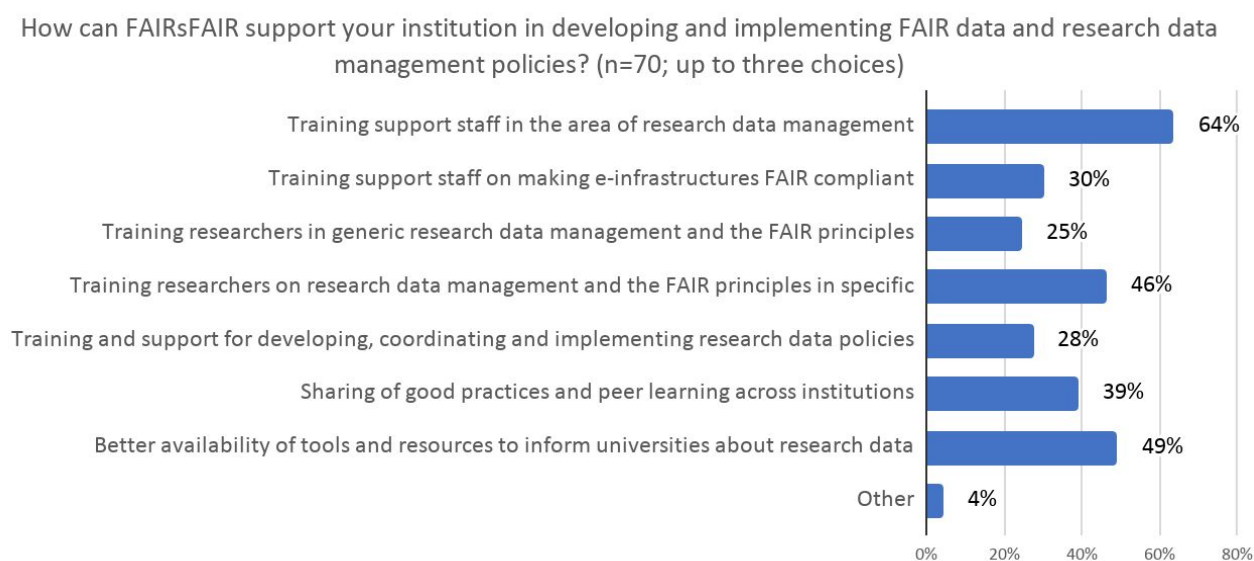 How can FAIRsFAIR support your institution in developing and implementing FAIR data and research data
management policies? (n=70; up to three choices)
Training support staff in the area of research data management 64%
Training support staff on making e-infrastructures FAIR compliant 30%
Training researchers in generic research data management and the FAIR principles 25%
Training researchers on research data management and the FAIR principles in specific 46%
Training and support for developing, coordinating and implementing research data policies 28%
Sharing of good practices and peer learning across institutions 39%
Better availability of tools and resources to inform universities about research data 49%
Other 4%
0% 20% 40% 60% 80%